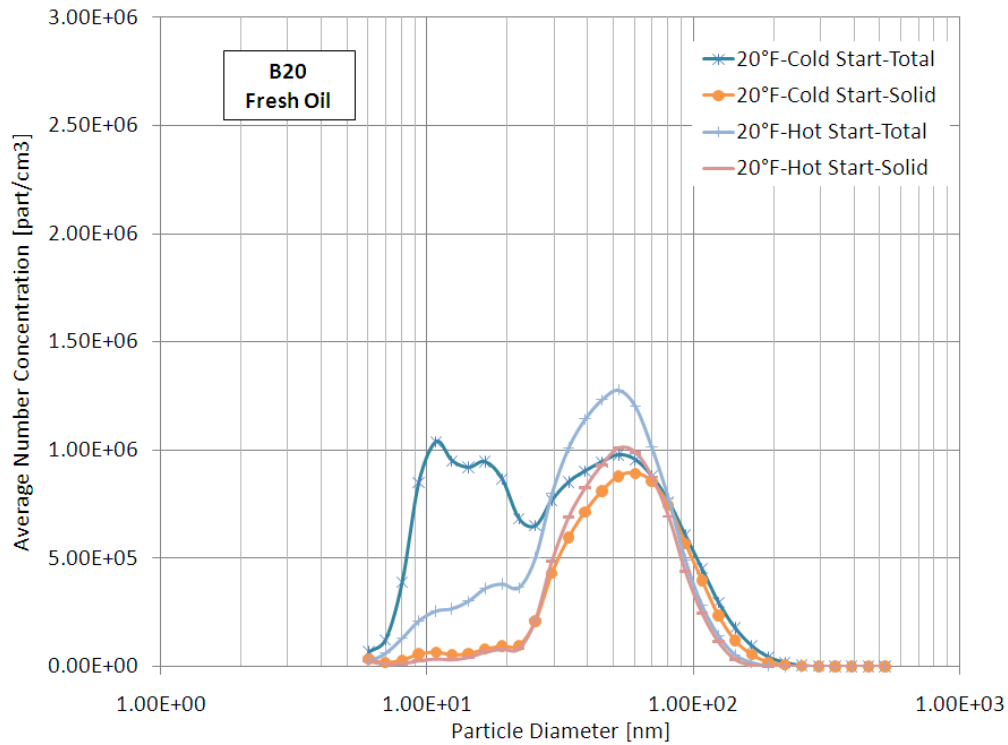 3.00E+06
2.50E+06
2.00E+06
1.50E+06
1.00E+06
5.00E+05
0.00E+00
Average Number Concentration [part/cm3]
B20
Fresh Oil
20°F-Cold Start-Total
20°F-Cold Start-Solid
20°F-Hot Start-Total
20°F-Hot Start-Solid
1.00E+00 1.00E+01 1.00E+02 1.00E+03
Particle Diameter [nm]